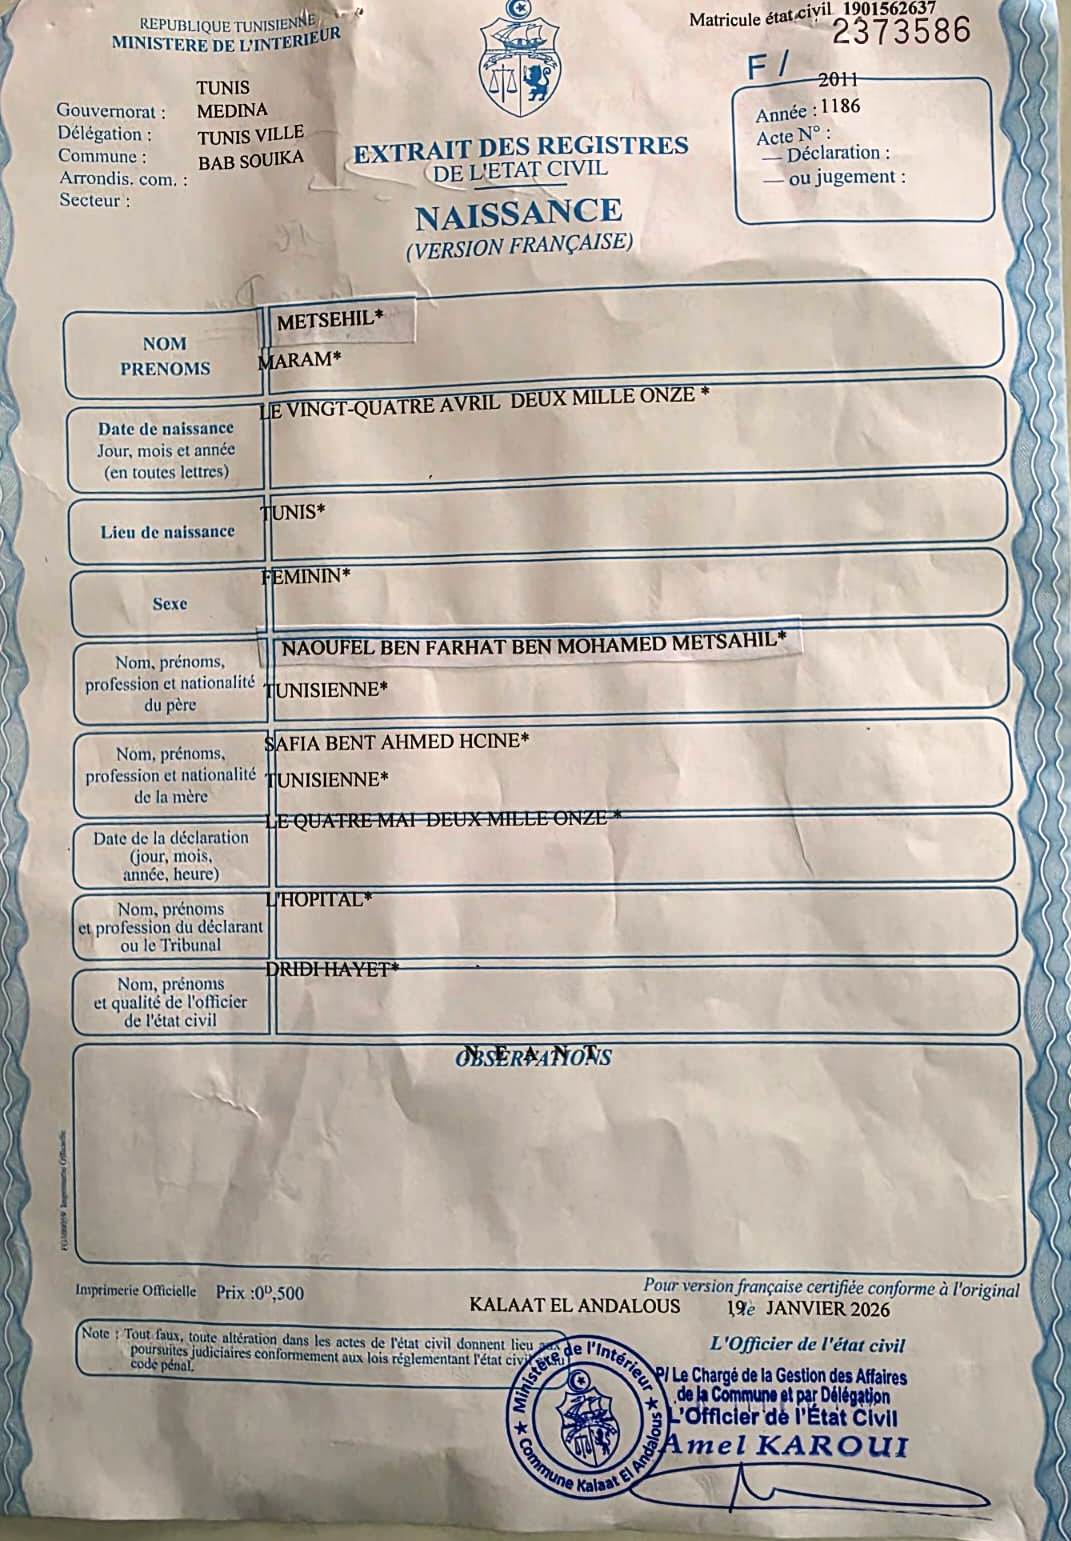 REPUBLIQUE TUNISIENNE
MINISTERE DE L'INTERIEUR
Matricule état civil 1901562637
2373586
F/
TUNIS
Gouvernorat : MEDINA
Délégation : TUNIS VILLE
Commune : BAB SOUIKA
Arrondis. com. :
Secteur :
2011
Année : 1186
Acte N° :
— Déclaration :
— ou jugement :
EXTRAIT DES REGISTRES
DE L'ETAT CIVIL
NAISSANCE
(VERSION FRANÇAISE)
NOM
PRENOMS
METSEHIL*
MARAM*
Date de naissance
Jour, mois et année
(en toutes lettres)
LE VINGT-QUATRE AVRIL DEUX MILLE ONZE *
Lieu de naissance
TUNIS*
Sexe
FEMININ*
Nom, prénoms,
profession et nationalité
du père
NAOUFEL BEN FARHAT BEN MOHAMED METSAHIL*
TUNISIENNE*
Nom, prénoms,
profession et nationalité
de la mère
SAFIA BENT AHMED HCINE*
TUNISIENNE*
Date de la déclaration
(jour, mois,
année, heure)
LE QUATRE MAI DEUX MILLE ONZE *
Nom, prénoms
et profession du déclarant
ou le Tribunal
L'HOPITAL*
Nom, prénoms
et qualité de l'officier
de l'état civil
DRIDI HAYET*
OBSERVATIONS
N E A N T
Imprimerie Officielle Prix :0ᴰ,500
Pour version française certifiée conforme à l'original
KALAAT EL ANDALOUS 19 JANVIER 2026
Note : Tout faux, toute altération dans les actes de l'état civil donnent lieu aux
poursuites judiciaires conformement aux lois réglementant l'état civil
code pénal.
L'Officier de l'état civil
P/ Le Chargé de la Gestion des Affaires
de la Commune et par Délégation
L'Officier de l'État Civil
Amel KAROUI
Ministère de l'Intérieur
Commune Kalaat El Andalous